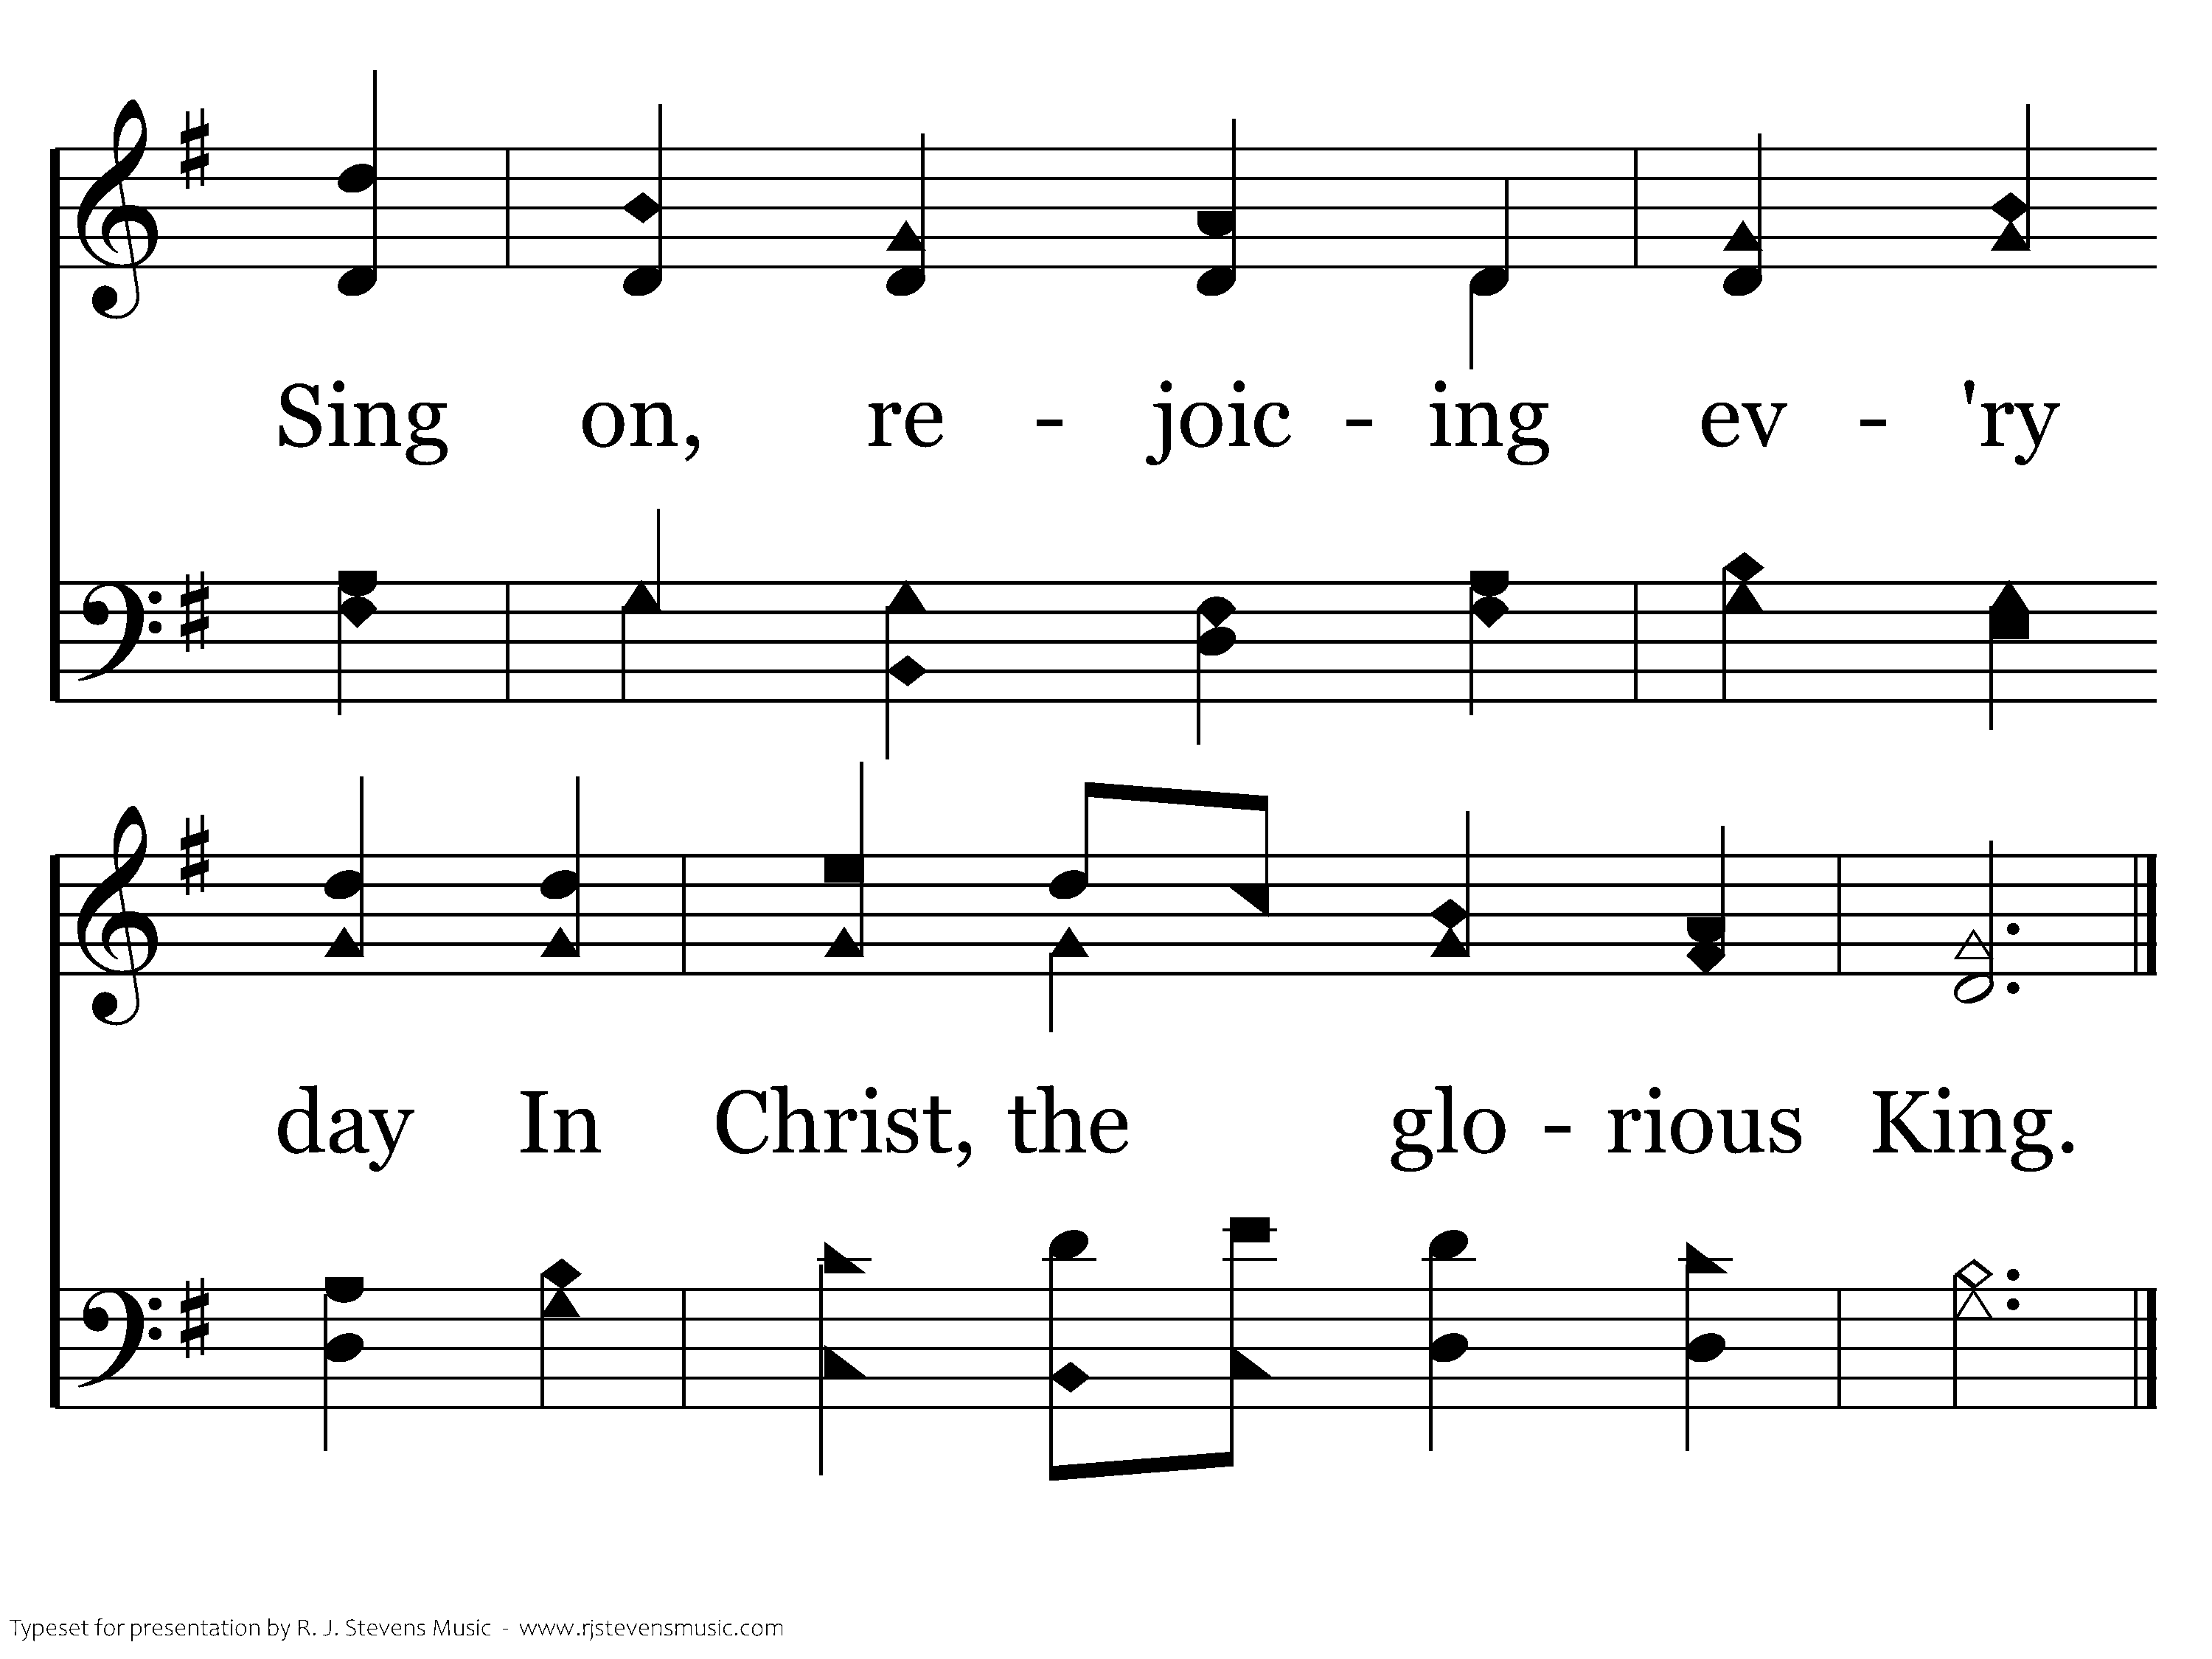 Sing on, re - joic - ing ev - 'ry
day In Christ, the glo - rious King.
Typeset for presentation by R. J. Stevens Music - www.rjstevensmusic.com